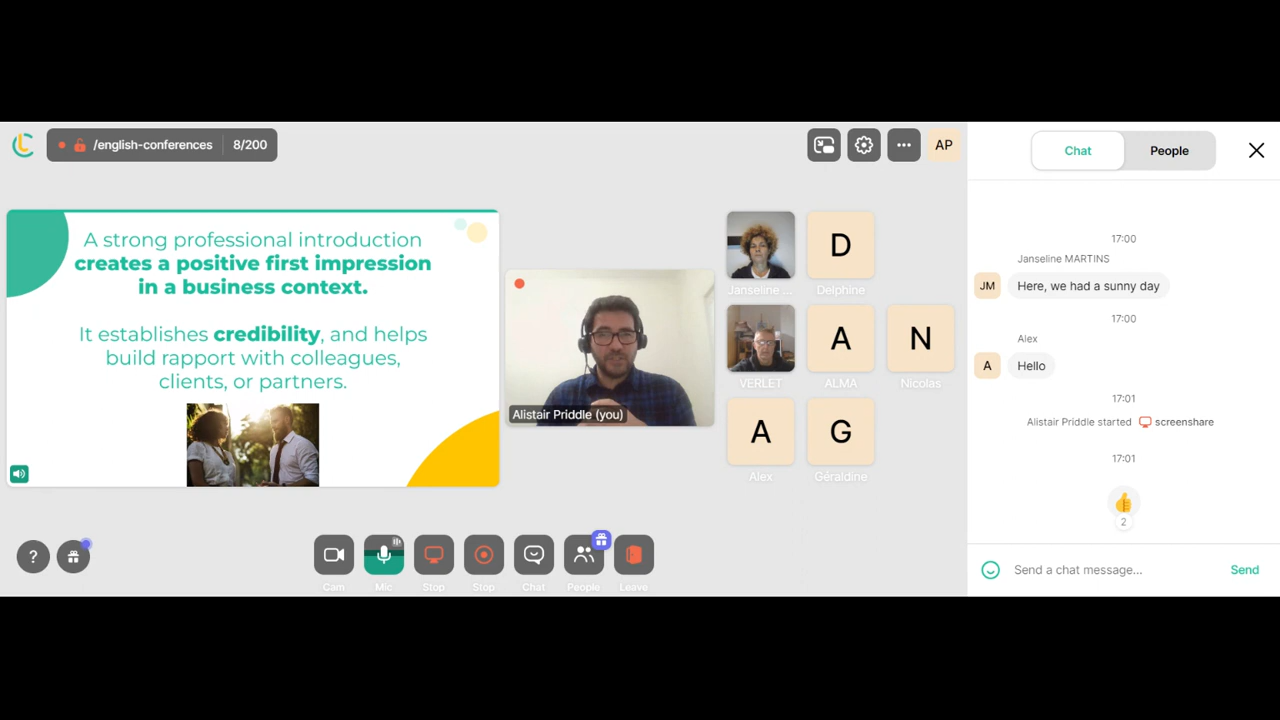 /english-conferences 8/200
AP
Chat People
A strong professional introduction
creates a positive first impression
in a business context.
It establishes credibility, and helps
build rapport with colleagues,
clients, or partners.
Alistair Priddle (you)
Janseline ...
D
Delphine
VERLET
A
ALMA
N
Nicolas
A
Alex
G
Géraldine
17:00
Janseline MARTINS
JM
Here, we had a sunny day
17:00
Alex
A
Hello
17:01
Alistair Priddle started screenshare
17:01
2
Send a chat message... Send
?
Cam Mic Stop Stop Chat People Leave